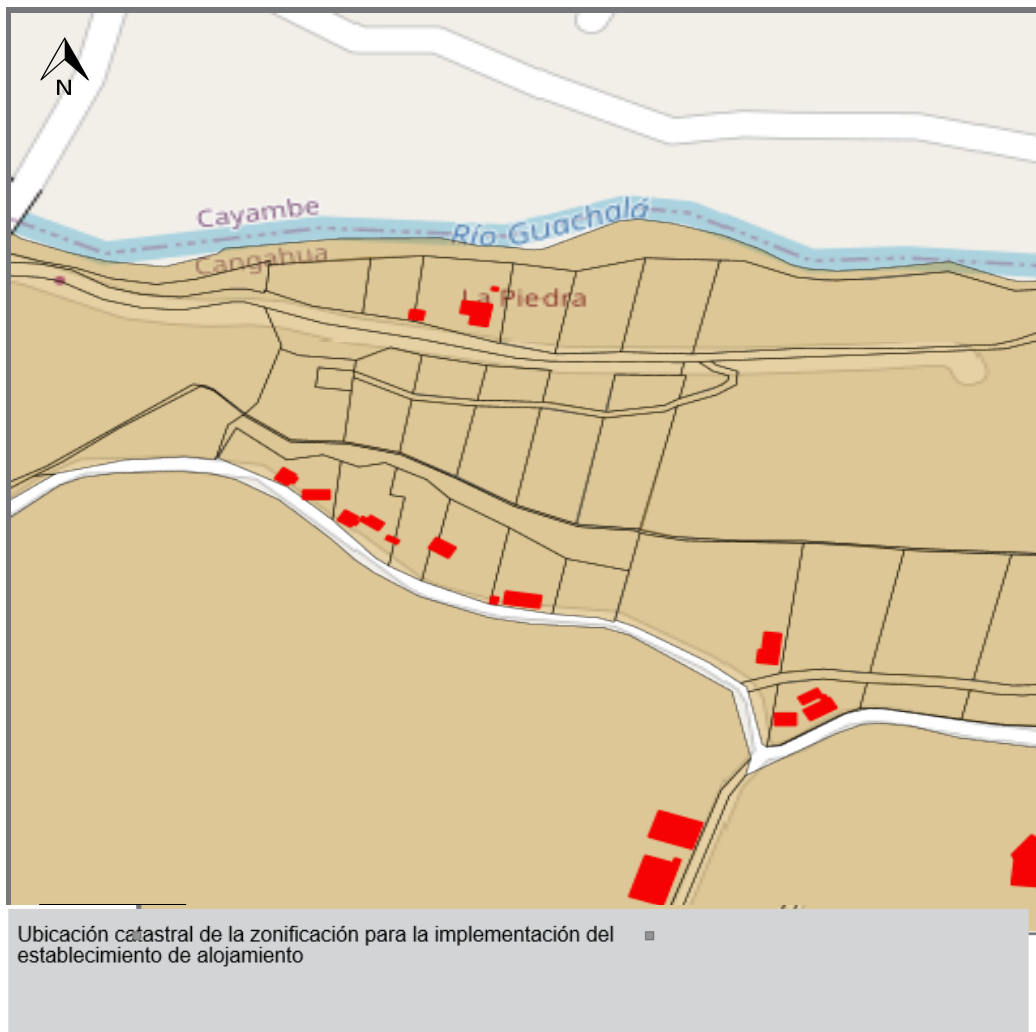 N
Cayambe
Río Guachalá
Cangahua
La Piedra
Ubicación catastral de la zonificación para la implementación del
establecimiento de alojamiento